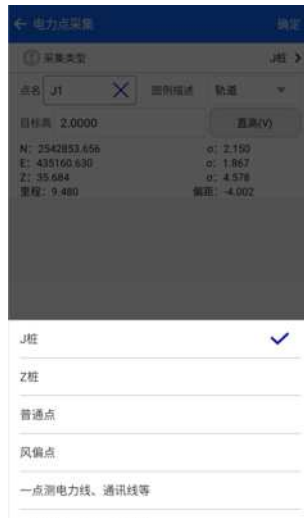 ← 电力点采集 确定
采集类型 J桩 >
点名 J1 图例描述 轨道
目标高 2.0000 直高(V)
N: 2542853.656 σ: 2.150
E: 435160.630 σ: 1.867
Z: 35.684 σ: 4.578
里程: 9.480 偏距: -4.002
J桩
Z桩
普通点
风偏点
一点测电力线、通讯线等